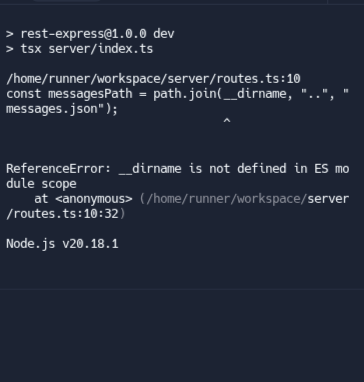 > rest-express@1.0.0 dev
> tsx server/index.ts
/home/runner/workspace/server/routes.ts:10
const messagesPath = path.join(__dirname, "..", "
messages.json");
^
ReferenceError: __dirname is not defined in ES mo
dule scope
at <anonymous> (/home/runner/workspace/server
/routes.ts:10:32)
Node.js v20.18.1